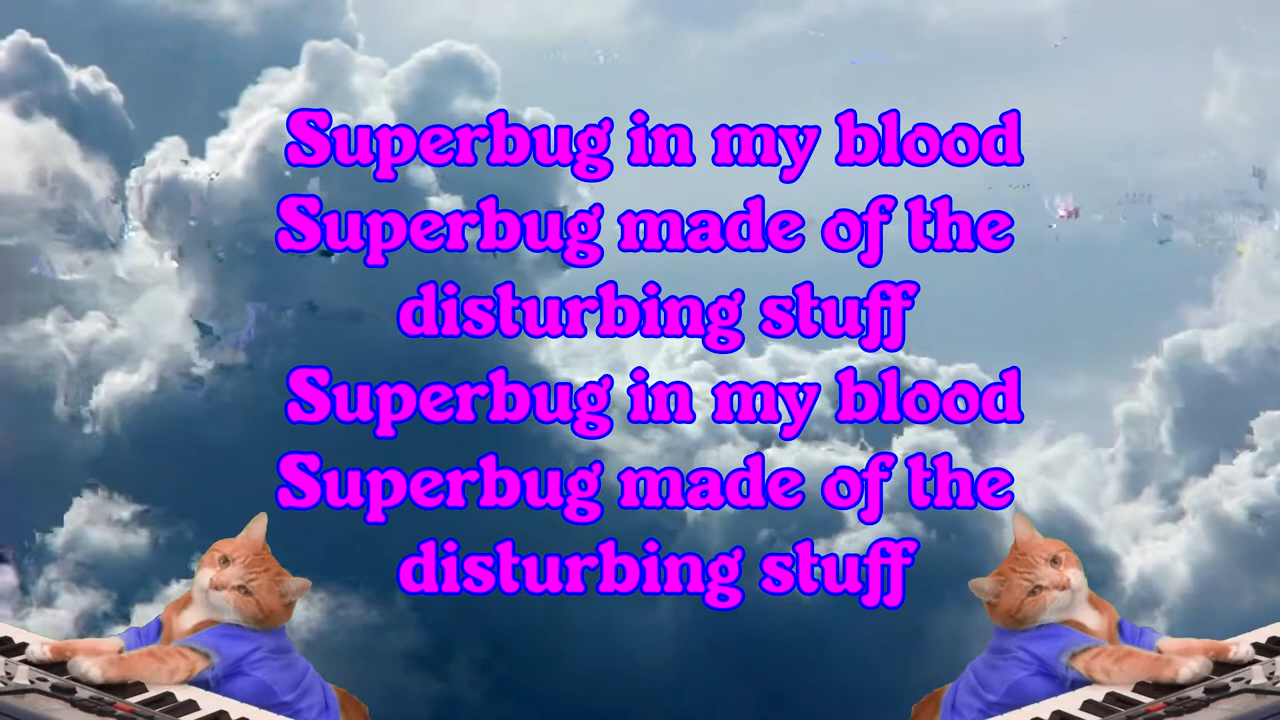 Superbug in my blood
Superbug made of the
disturbing stuff
Superbug in my blood
Superbug made of the
disturbing stuff